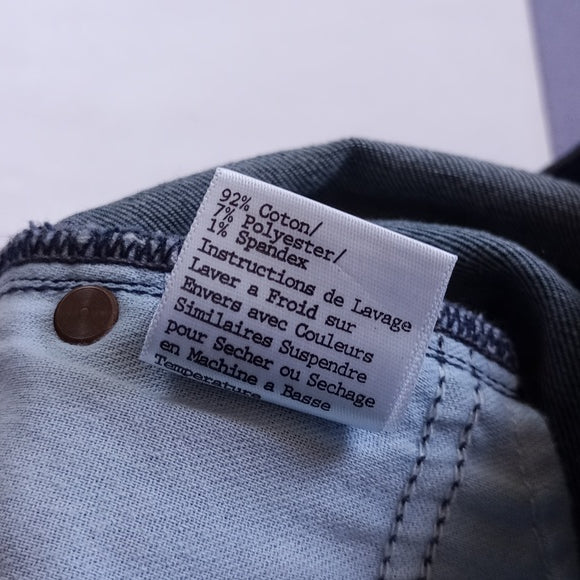 92% Coton/
7% Polyester/
1% Spandex
Instructions de Lavage
Laver a Froid sur
Envers avec Couleurs
Similaires Suspendre
pour Secher ou Sechage
en Machine a Basse
Temperature